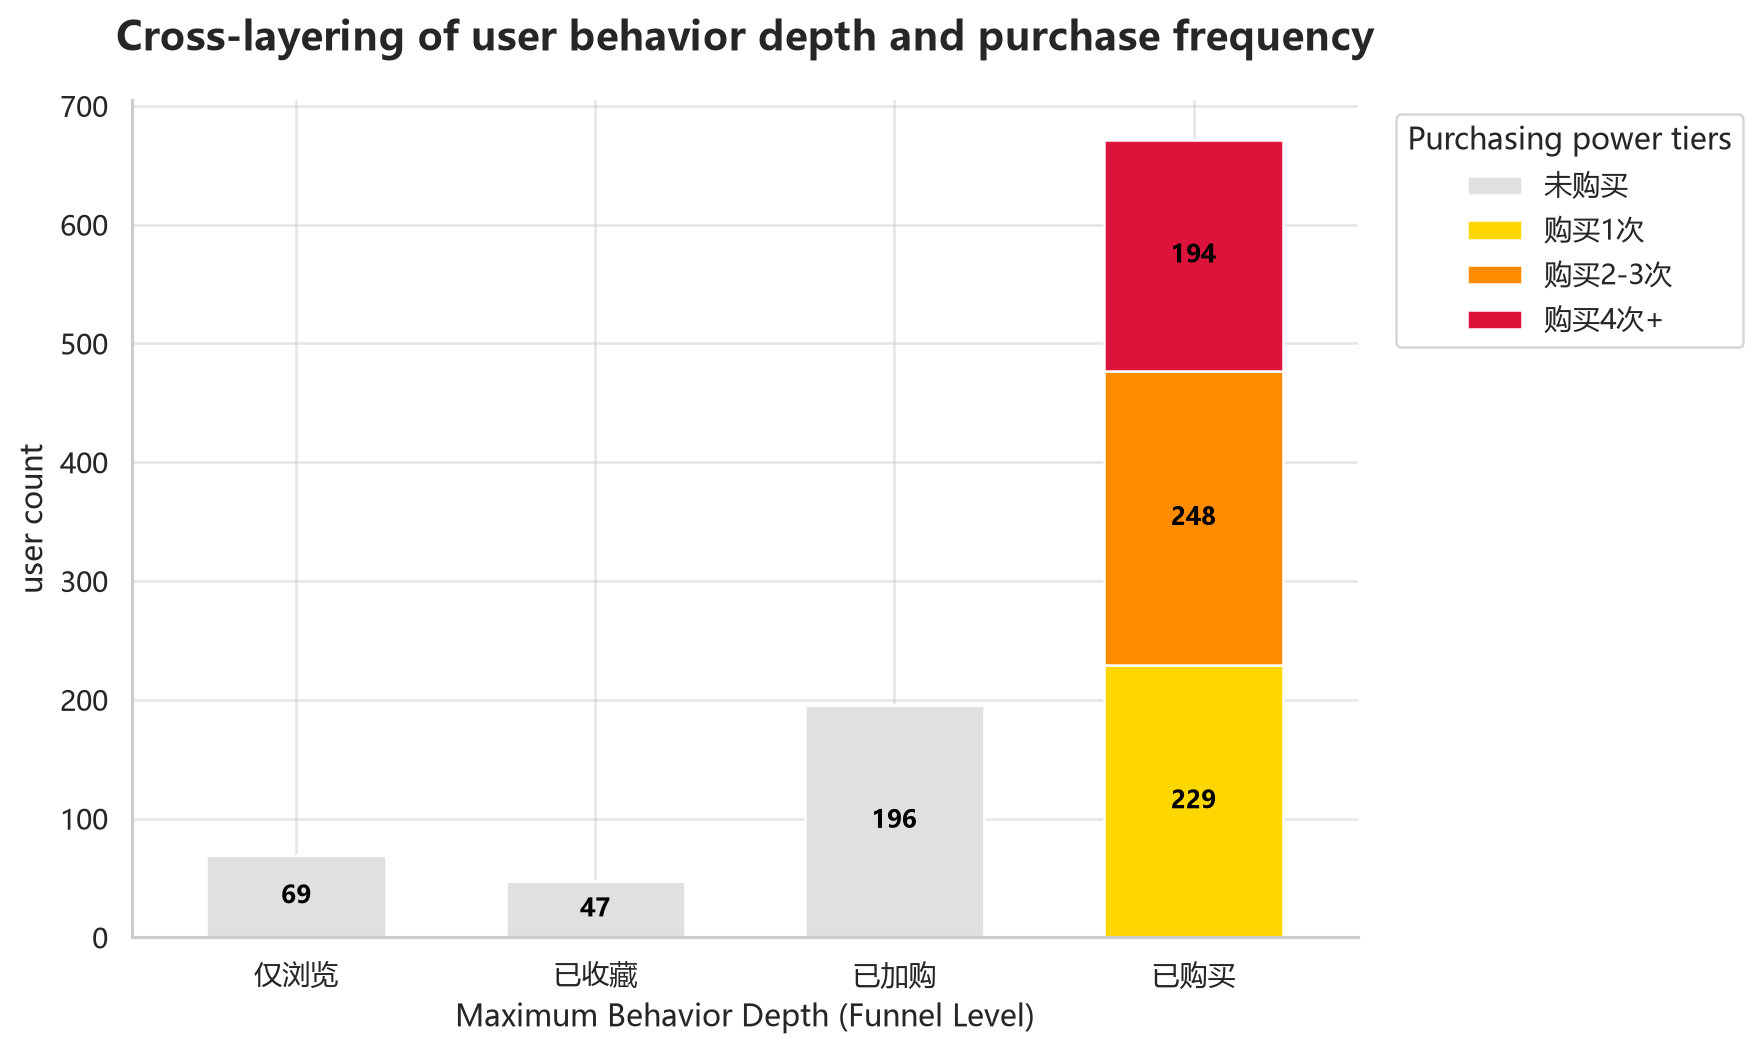 Cross-layering of user behavior depth and purchase frequency
700
600
500
400
300
200
100
0
user count
69
47
196
194
248
229
仅浏览
已收藏
已加购
已购买
Maximum Behavior Depth (Funnel Level)
Purchasing power tiers
未购买
购买1次
购买2-3次
购买4次+